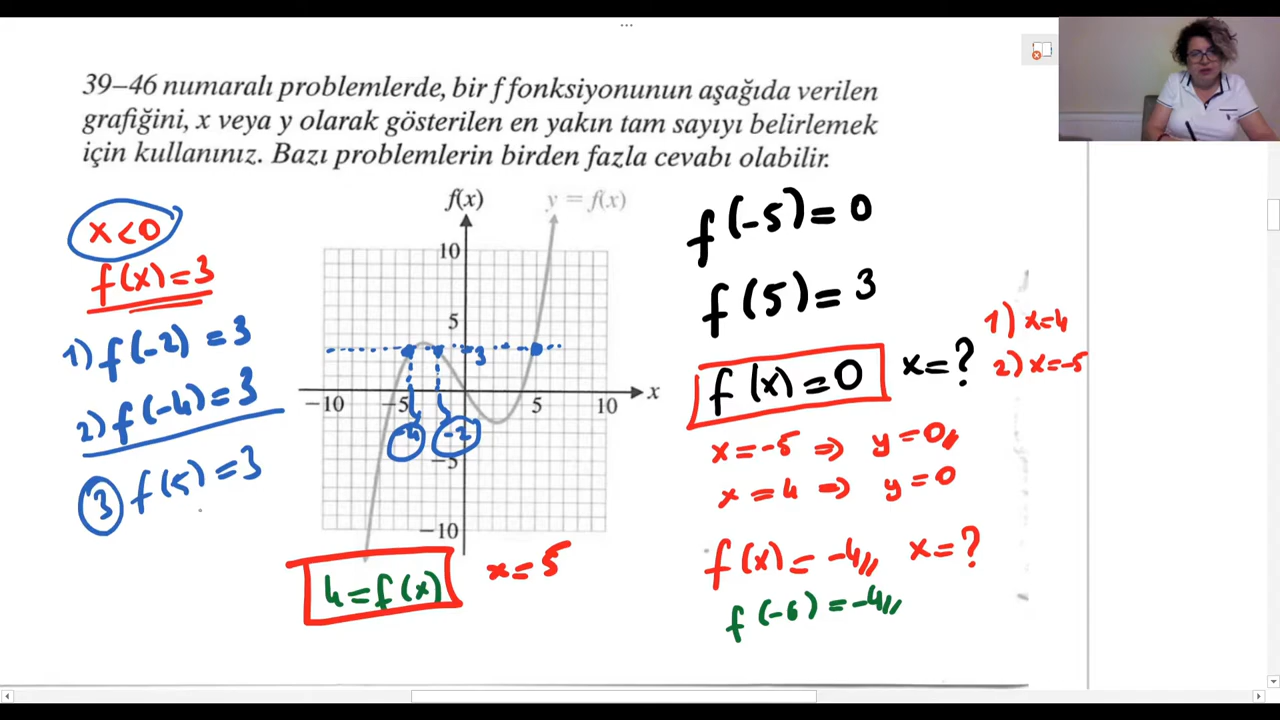 39–46 numaralı problemlerde, bir f fonksiyonunun aşağıda verilen
grafiğini, x veya y olarak gösterilen en yakın tam sayıyı belirlemek
için kullanınız. Bazı problemlerin birden fazla cevabı olabilir.
x<0
f(x)=3
1) f(-2) = 3
2) f(-4) = 3
3 f(5) = 3
f(x)
y = f(x)
10
5
3
−10
−5
5
10
x
-4
-2
−5
−10
4=f(x)
x=5
f(-5)=0
f(5)=3
f(x)=0
x=?
1) x=4
2) x=-5
x=-5 ⇒ y=0
x=4 ⇒ y=0
f(x)=-4
x=?
f(-6)=-4